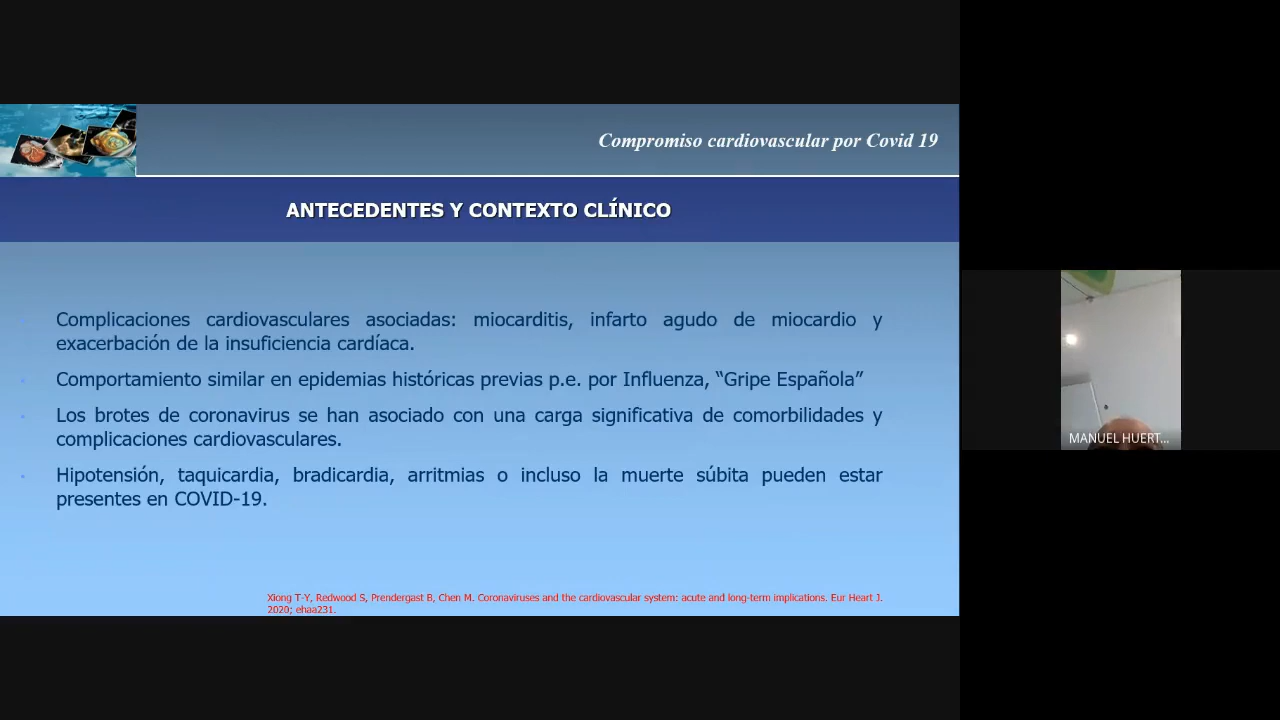 Compromiso cardiovascular por Covid 19
ANTECEDENTES Y CONTEXTO CLÍNICO
Complicaciones cardiovasculares asociadas: miocarditis, infarto agudo de miocardio y
exacerbación de la insuficiencia cardíaca.
Comportamiento similar en epidemias históricas previas p.e. por Influenza, “Gripe Española”
Los brotes de coronavirus se han asociado con una carga significativa de comorbilidades y
complicaciones cardiovasculares.
Hipotensión, taquicardia, bradicardia, arritmias o incluso la muerte súbita pueden estar
presentes en COVID-19.
Xiong T-Y, Redwood S, Prendergast B, Chen M. Coronaviruses and the cardiovascular system: acute and long-term implications. Eur Heart J.
2020; ehaa231.
MANUEL HUERT...